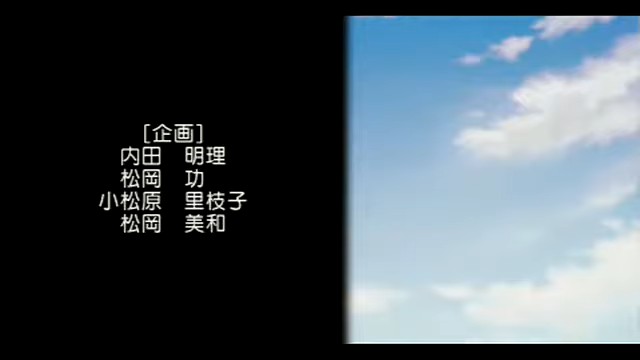 [企画]
内田　明理
松岡　功
小松原　里枝子
松岡　美和